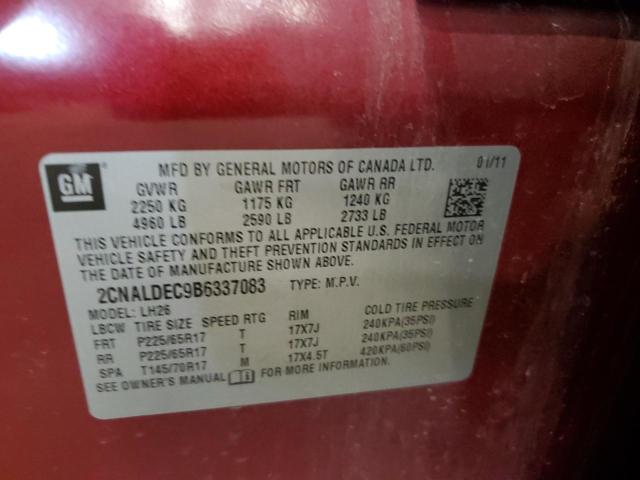 GM
MFD BY GENERAL MOTORS OF CANADA LTD. 01/11
GVWR GAWR FRT GAWR RR
2250 KG 1175 KG 1240 KG
4960 LB 2590 LB 2733 LB
THIS VEHICLE CONFORMS TO ALL APPLICABLE U.S. FEDERAL MOTOR
VEHICLE SAFETY AND THEFT PREVENTION STANDARDS IN EFFECT ON
THE DATE OF MANUFACTURE SHOWN ABOVE.
2CNALDEC9B6337083 TYPE: M.P.V.
MODEL: LH26
LBCW TIRE SIZE SPEED RTG RIM COLD TIRE PRESSURE
FRT P225/65R17 T 17X7J 240KPA(35PSI)
RR P225/65R17 T 17X7J 240KPA(35PSI)
SPA T145/70R17 M 17X4.5T 420KPA(60PSI)
SEE OWNER'S MANUAL FOR MORE INFORMATION.